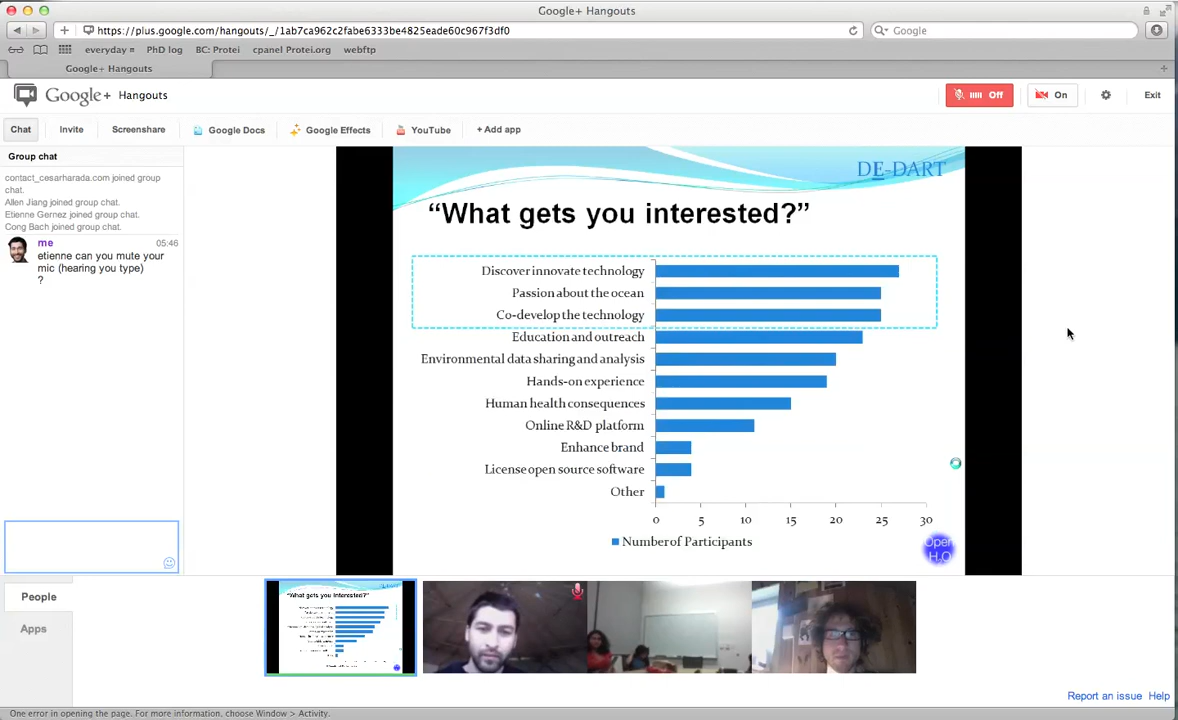 Google+ Hangouts
https://plus.google.com/hangouts/_/1ab7ca962c2fabe6333be4825eade60c967f3df0
Google
everyday
PhD log
BC: Protei
cpanel Protei.org
webftp
Google+ Hangouts
Google+ Hangouts
Off
On
Exit
Chat
Invite
Screenshare
Google Docs
Google Effects
YouTube
+ Add app
Group chat
contact_cesarharada.com joined group
chat.
Allen Jiang joined group chat.
Etienne Gernez joined group chat.
Cong Bach joined group chat.
me
05:46
etienne can you mute your
mic (hearing you type)
?
DE-DART
“What gets you interested?”
Discover innovate technology
Passion about the ocean
Co-develop the technology
Education and outreach
Environmental data sharing and analysis
Hands-on experience
Human health consequences
Online R&D platform
Enhance brand
License open source software
Other
0 5 10 15 20 25 30
Number of Participants
Open
H2O
People
Apps
“What gets you interested?”
Report an issue
Help
One error in opening the page. For more information, choose Window > Activity.